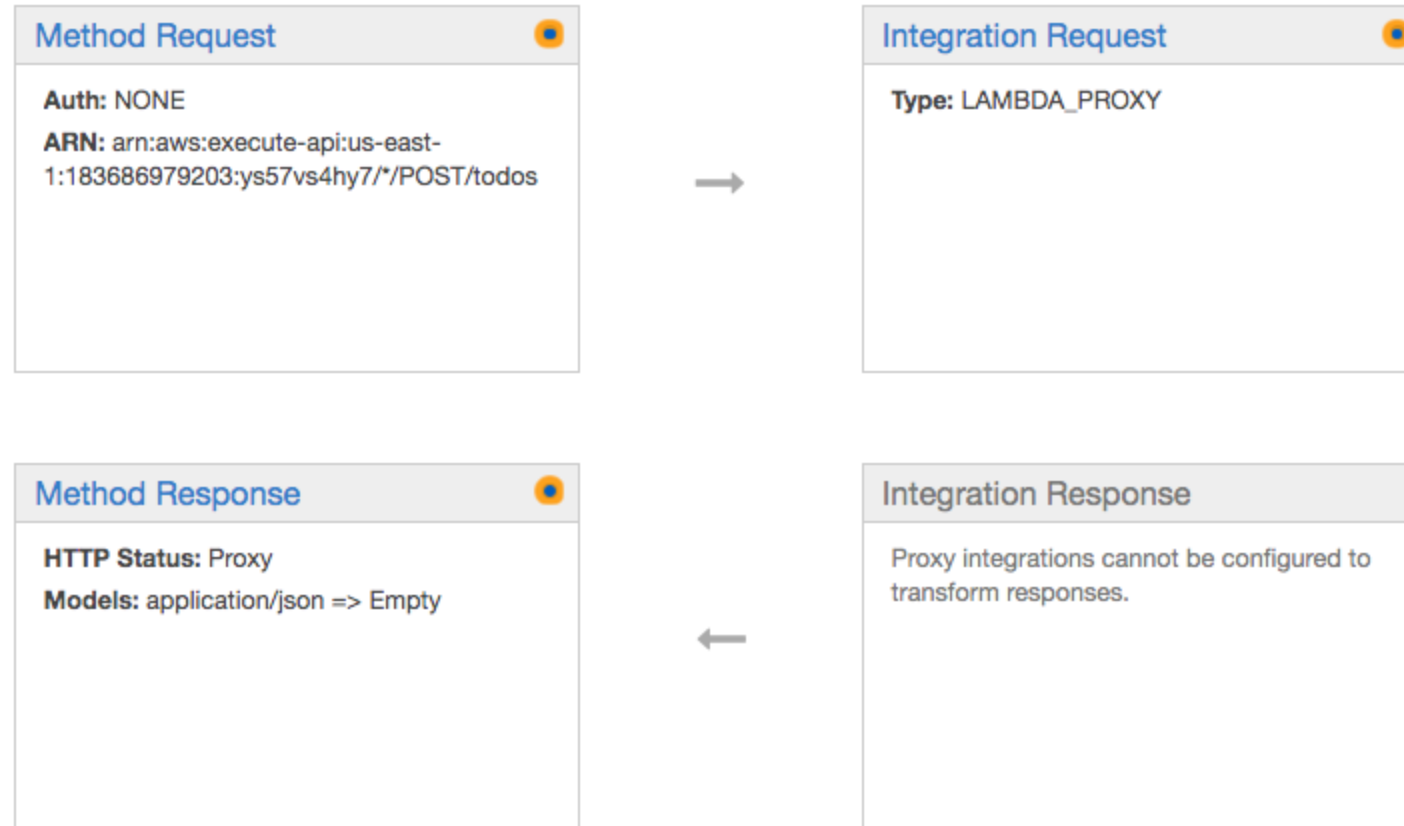 Method Request
Auth: NONE
ARN: arn:aws:execute-api:us-east-
1:183686979203:ys57vs4hy7/*/POST/todos
Integration Request
Type: LAMBDA_PROXY
Method Response
HTTP Status: Proxy
Models: application/json => Empty
Integration Response
Proxy integrations cannot be configured to
transform responses.